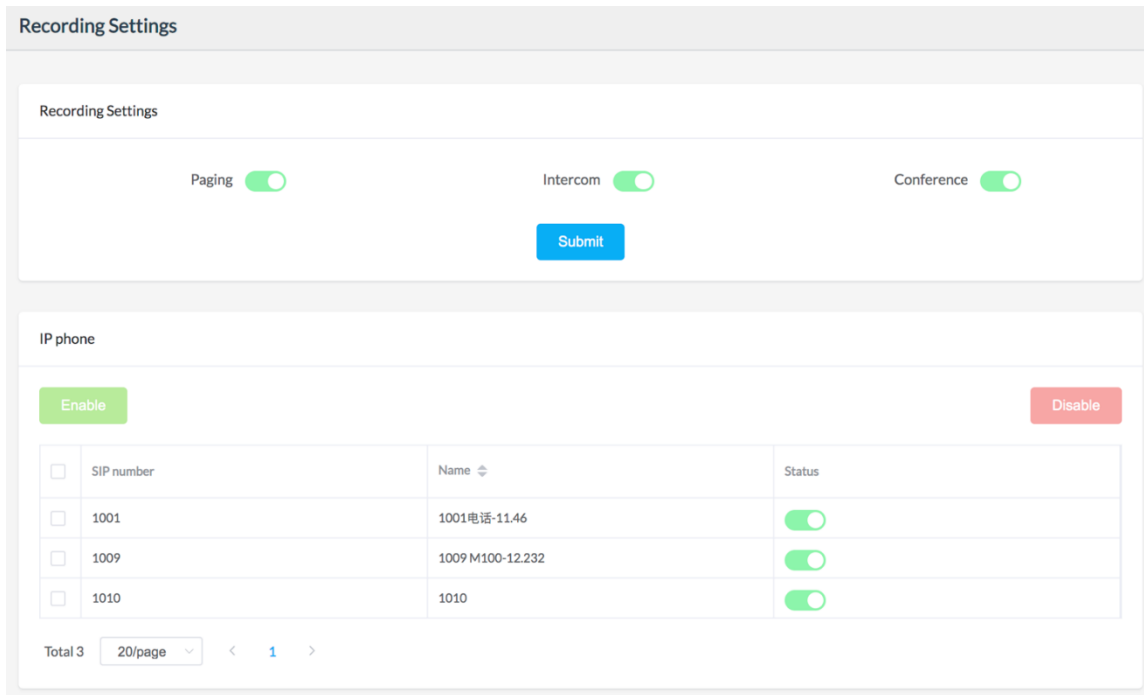 Recording Settings
Recording Settings
Paging Intercom Conference
Submit
IP phone
Enable Disable
SIP number Name Status
1001 1001电话-11.46
1009 1009 M100-12.232
1010 1010
Total 3 20/page 1